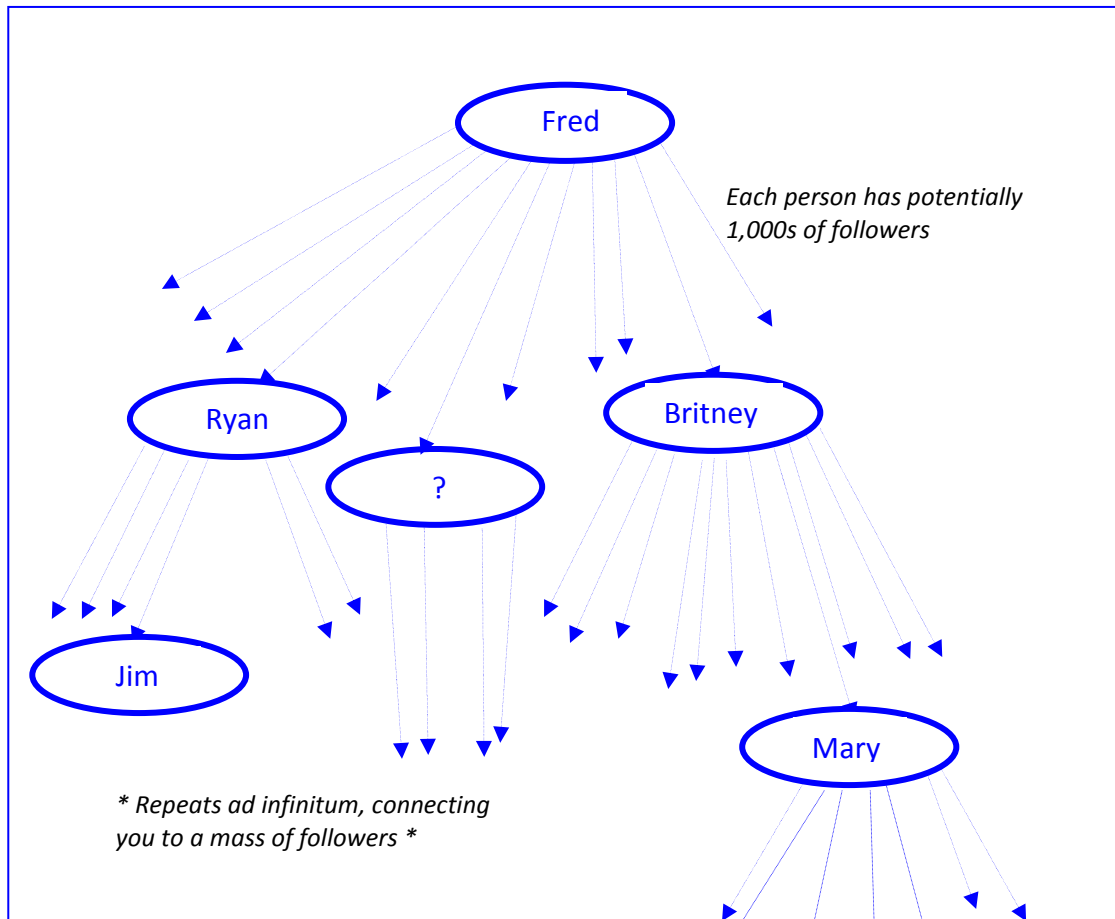 Fred
Each person has potentially
1,000s of followers
Ryan
Britney
?
Jim
Mary
* Repeats ad infinitum, connecting
you to a mass of followers *